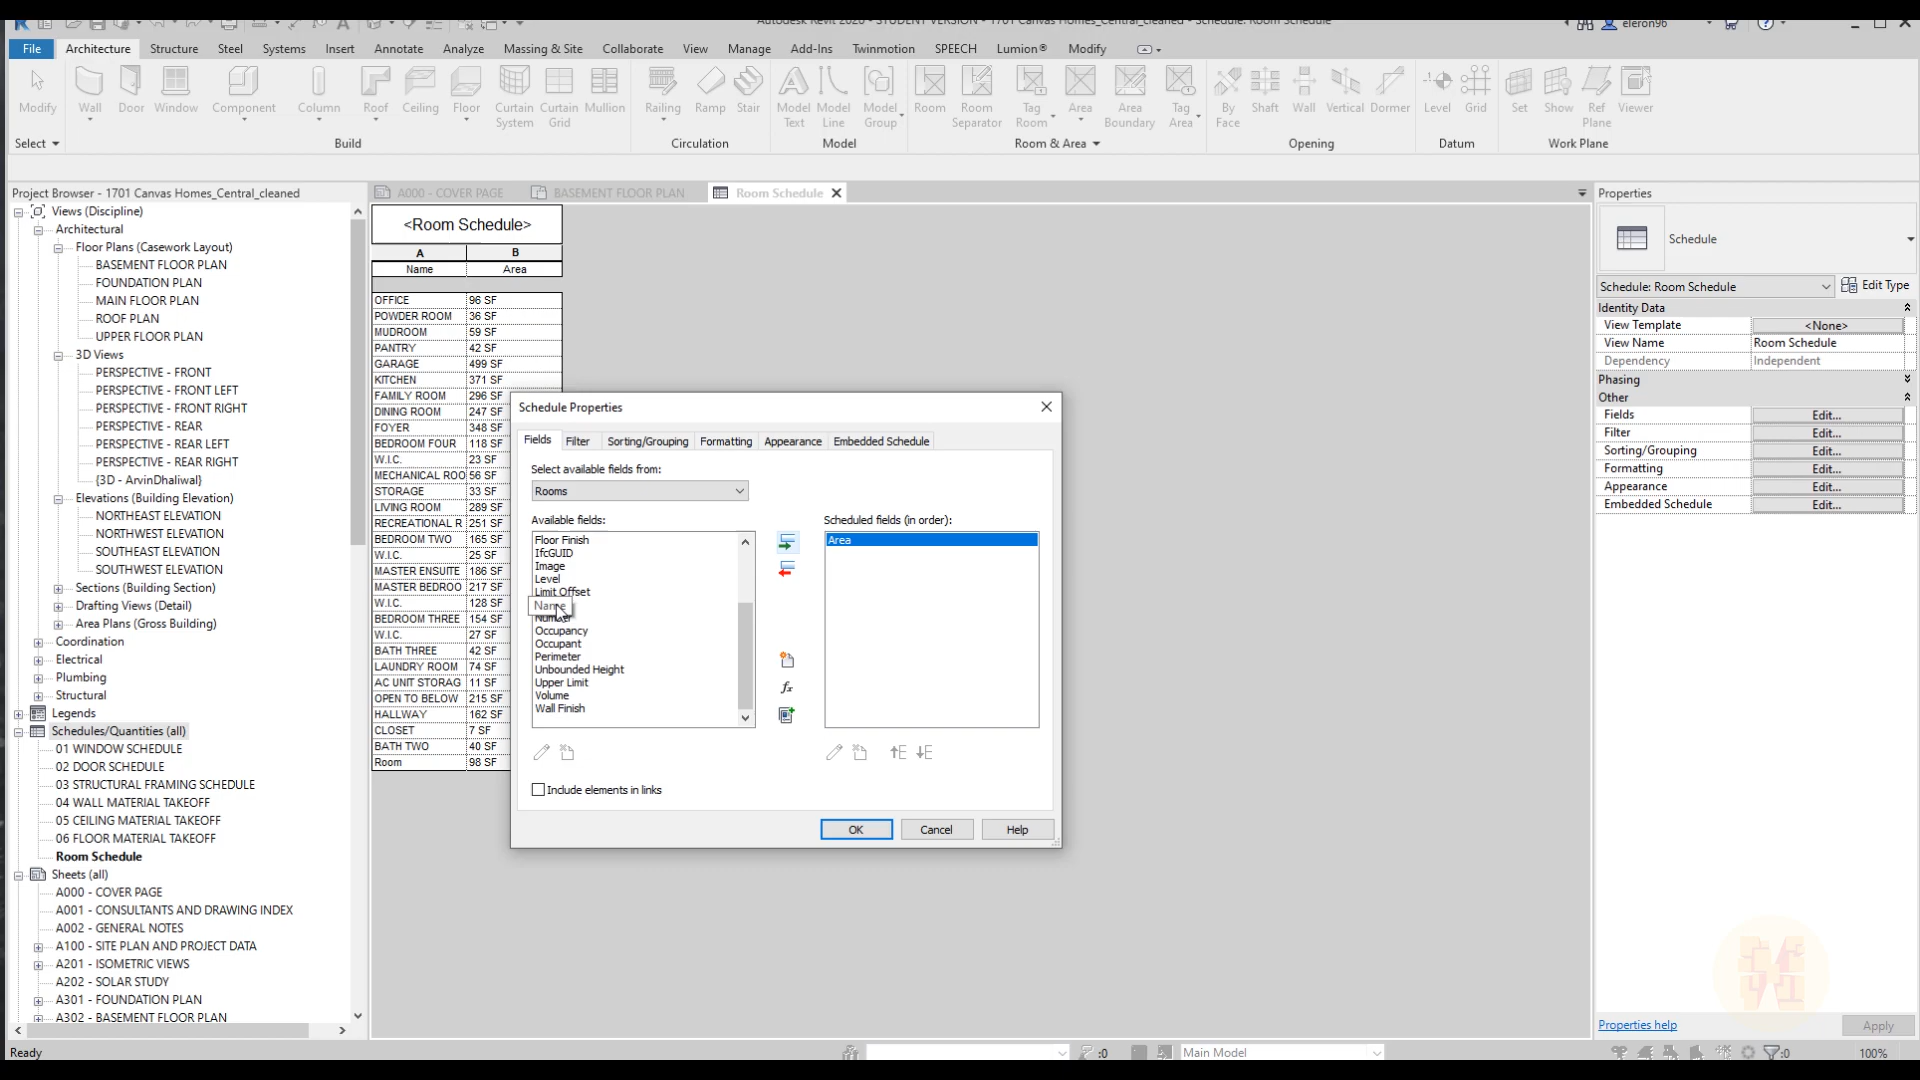 Autodesk Revit 2020 - STUDENT VERSION - 1701 Canvas Homes_Central_cleaned - Schedule: Room Schedule
eleron96
File Architecture Structure Steel Systems Insert Annotate Analyze Massing & Site Collaborate View Manage Add-Ins Twinmotion SPEECH Lumion® Modify
Modify Wall Door Window Component Column Roof Ceiling Floor Curtain System Curtain Grid Mullion Railing Ramp Stair Model Text Model Line Model Group Room Room Separator Tag Room Area Area Boundary Tag Area By Face Shaft Wall Vertical Dormer Level Grid Set Show Ref Plane Viewer
Select Build Circulation Model Room & Area Opening Datum Work Plane
Project Browser - 1701 Canvas Homes_Central_cleaned
Views (Discipline)
Architectural
Floor Plans (Casework Layout)
BASEMENT FLOOR PLAN
FOUNDATION PLAN
MAIN FLOOR PLAN
ROOF PLAN
UPPER FLOOR PLAN
3D Views
PERSPECTIVE - FRONT
PERSPECTIVE - FRONT LEFT
PERSPECTIVE - FRONT RIGHT
PERSPECTIVE - REAR
PERSPECTIVE - REAR LEFT
PERSPECTIVE - REAR RIGHT
{3D - ArvinDhaliwal}
Elevations (Building Elevation)
NORTHEAST ELEVATION
NORTHWEST ELEVATION
SOUTHEAST ELEVATION
SOUTHWEST ELEVATION
Sections (Building Section)
Drafting Views (Detail)
Area Plans (Gross Building)
Coordination
Electrical
Plumbing
Structural
Legends
Schedules/Quantities (all)
01 WINDOW SCHEDULE
02 DOOR SCHEDULE
03 STRUCTURAL FRAMING SCHEDULE
04 WALL MATERIAL TAKEOFF
05 CEILING MATERIAL TAKEOFF
06 FLOOR MATERIAL TAKEOFF
Room Schedule
Sheets (all)
A000 - COVER PAGE
A001 - CONSULTANTS AND DRAWING INDEX
A002 - GENERAL NOTES
A100 - SITE PLAN AND PROJECT DATA
A201 - ISOMETRIC VIEWS
A202 - SOLAR STUDY
A301 - FOUNDATION PLAN
A302 - BASEMENT FLOOR PLAN
A000 - COVER PAGE BASEMENT FLOOR PLAN Room Schedule
<Room Schedule>
A B
Name Area
OFFICE 96 SF
POWDER ROOM 36 SF
MUDROOM 59 SF
PANTRY 42 SF
GARAGE 499 SF
KITCHEN 371 SF
FAMILY ROOM 296 SF
DINING ROOM 247 SF
FOYER 348 SF
BEDROOM FOUR 118 SF
W.I.C. 23 SF
MECHANICAL ROO 56 SF
STORAGE 33 SF
LIVING ROOM 289 SF
RECREATIONAL R 251 SF
BEDROOM TWO 165 SF
W.I.C. 25 SF
MASTER ENSUITE 186 SF
MASTER BEDROO 217 SF
W.I.C. 128 SF
BEDROOM THREE 154 SF
W.I.C. 27 SF
BATH THREE 42 SF
LAUNDRY ROOM 74 SF
AC UNIT STORAG 11 SF
OPEN TO BELOW 215 SF
HALLWAY 162 SF
CLOSET 7 SF
BATH TWO 40 SF
Room 98 SF
Schedule Properties
Fields Filter Sorting/Grouping Formatting Appearance Embedded Schedule
Select available fields from:
Rooms
Available fields:
Floor Finish
IfcGUID
Image
Level
Limit Offset
Name
Number
Occupancy
Occupant
Perimeter
Unbounded Height
Upper Limit
Volume
Wall Finish
fx
Scheduled fields (in order):
Area
Include elements in links
OK Cancel Help
Properties
Schedule
Schedule: Room Schedule Edit Type
Identity Data
View Template <None>
View Name Room Schedule
Dependency Independent
Phasing
Other
Fields Edit...
Filter Edit...
Sorting/Grouping Edit...
Formatting Edit...
Appearance Edit...
Embedded Schedule Edit...
Properties help Apply
Ready :0 Main Model :0 100%